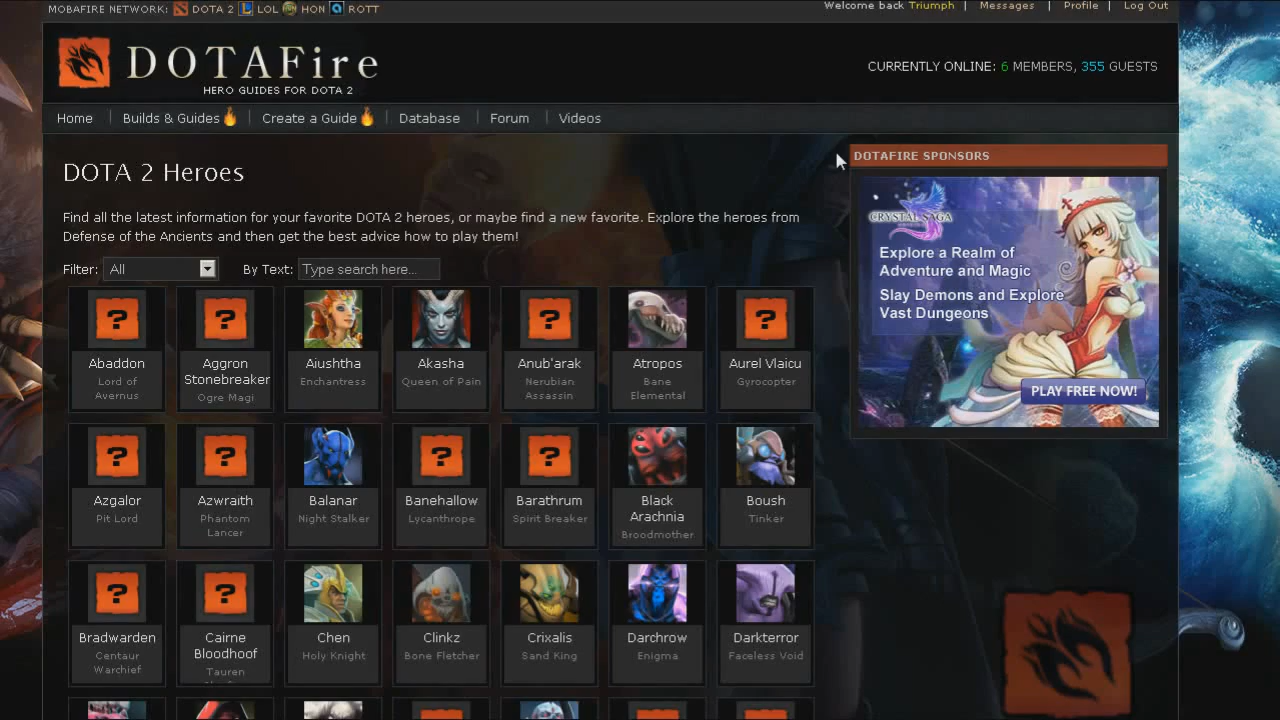 MOBAFIRE NETWORK: DOTA 2 LOL HON ROTT
Welcome back Triumph | Messages | Profile | Log Out
DOTAFire
HERO GUIDES FOR DOTA 2
CURRENTLY ONLINE: 6 MEMBERS, 355 GUESTS
Home | Builds & Guides | Create a Guide | Database | Forum | Videos
DOTA 2 Heroes
Find all the latest information for your favorite DOTA 2 heroes, or maybe find a new favorite. Explore the heroes from
Defense of the Ancients and then get the best advice how to play them!
Filter: All By Text: Type search here...
? ? ? ?
Abaddon
Lord of
Avernus
Aggron
Stonebreaker
Ogre Magi
Aiushtha
Enchantress
Akasha
Queen of Pain
Anub'arak
Nerubian
Assassin
Atropos
Bane
Elemental
Aurel Vlaicu
Gyrocopter
? ? ? ?
Azgalor
Pit Lord
Azwraith
Phantom
Lancer
Balanar
Night Stalker
Banehallow
Lycanthrope
Barathrum
Spirit Breaker
Black
Arachnia
Broodmother
Boush
Tinker
? ?
Bradwarden
Centaur
Warchief
Cairne
Bloodhoof
Tauren
Chen
Holy Knight
Clinkz
Bone Fletcher
Crixalis
Sand King
Darchrow
Enigma
Darkterror
Faceless Void
DOTAFIRE SPONSORS
CRYSTAL SAGA
Explore a Realm of
Adventure and Magic
Slay Demons and Explore
Vast Dungeons
PLAY FREE NOW!